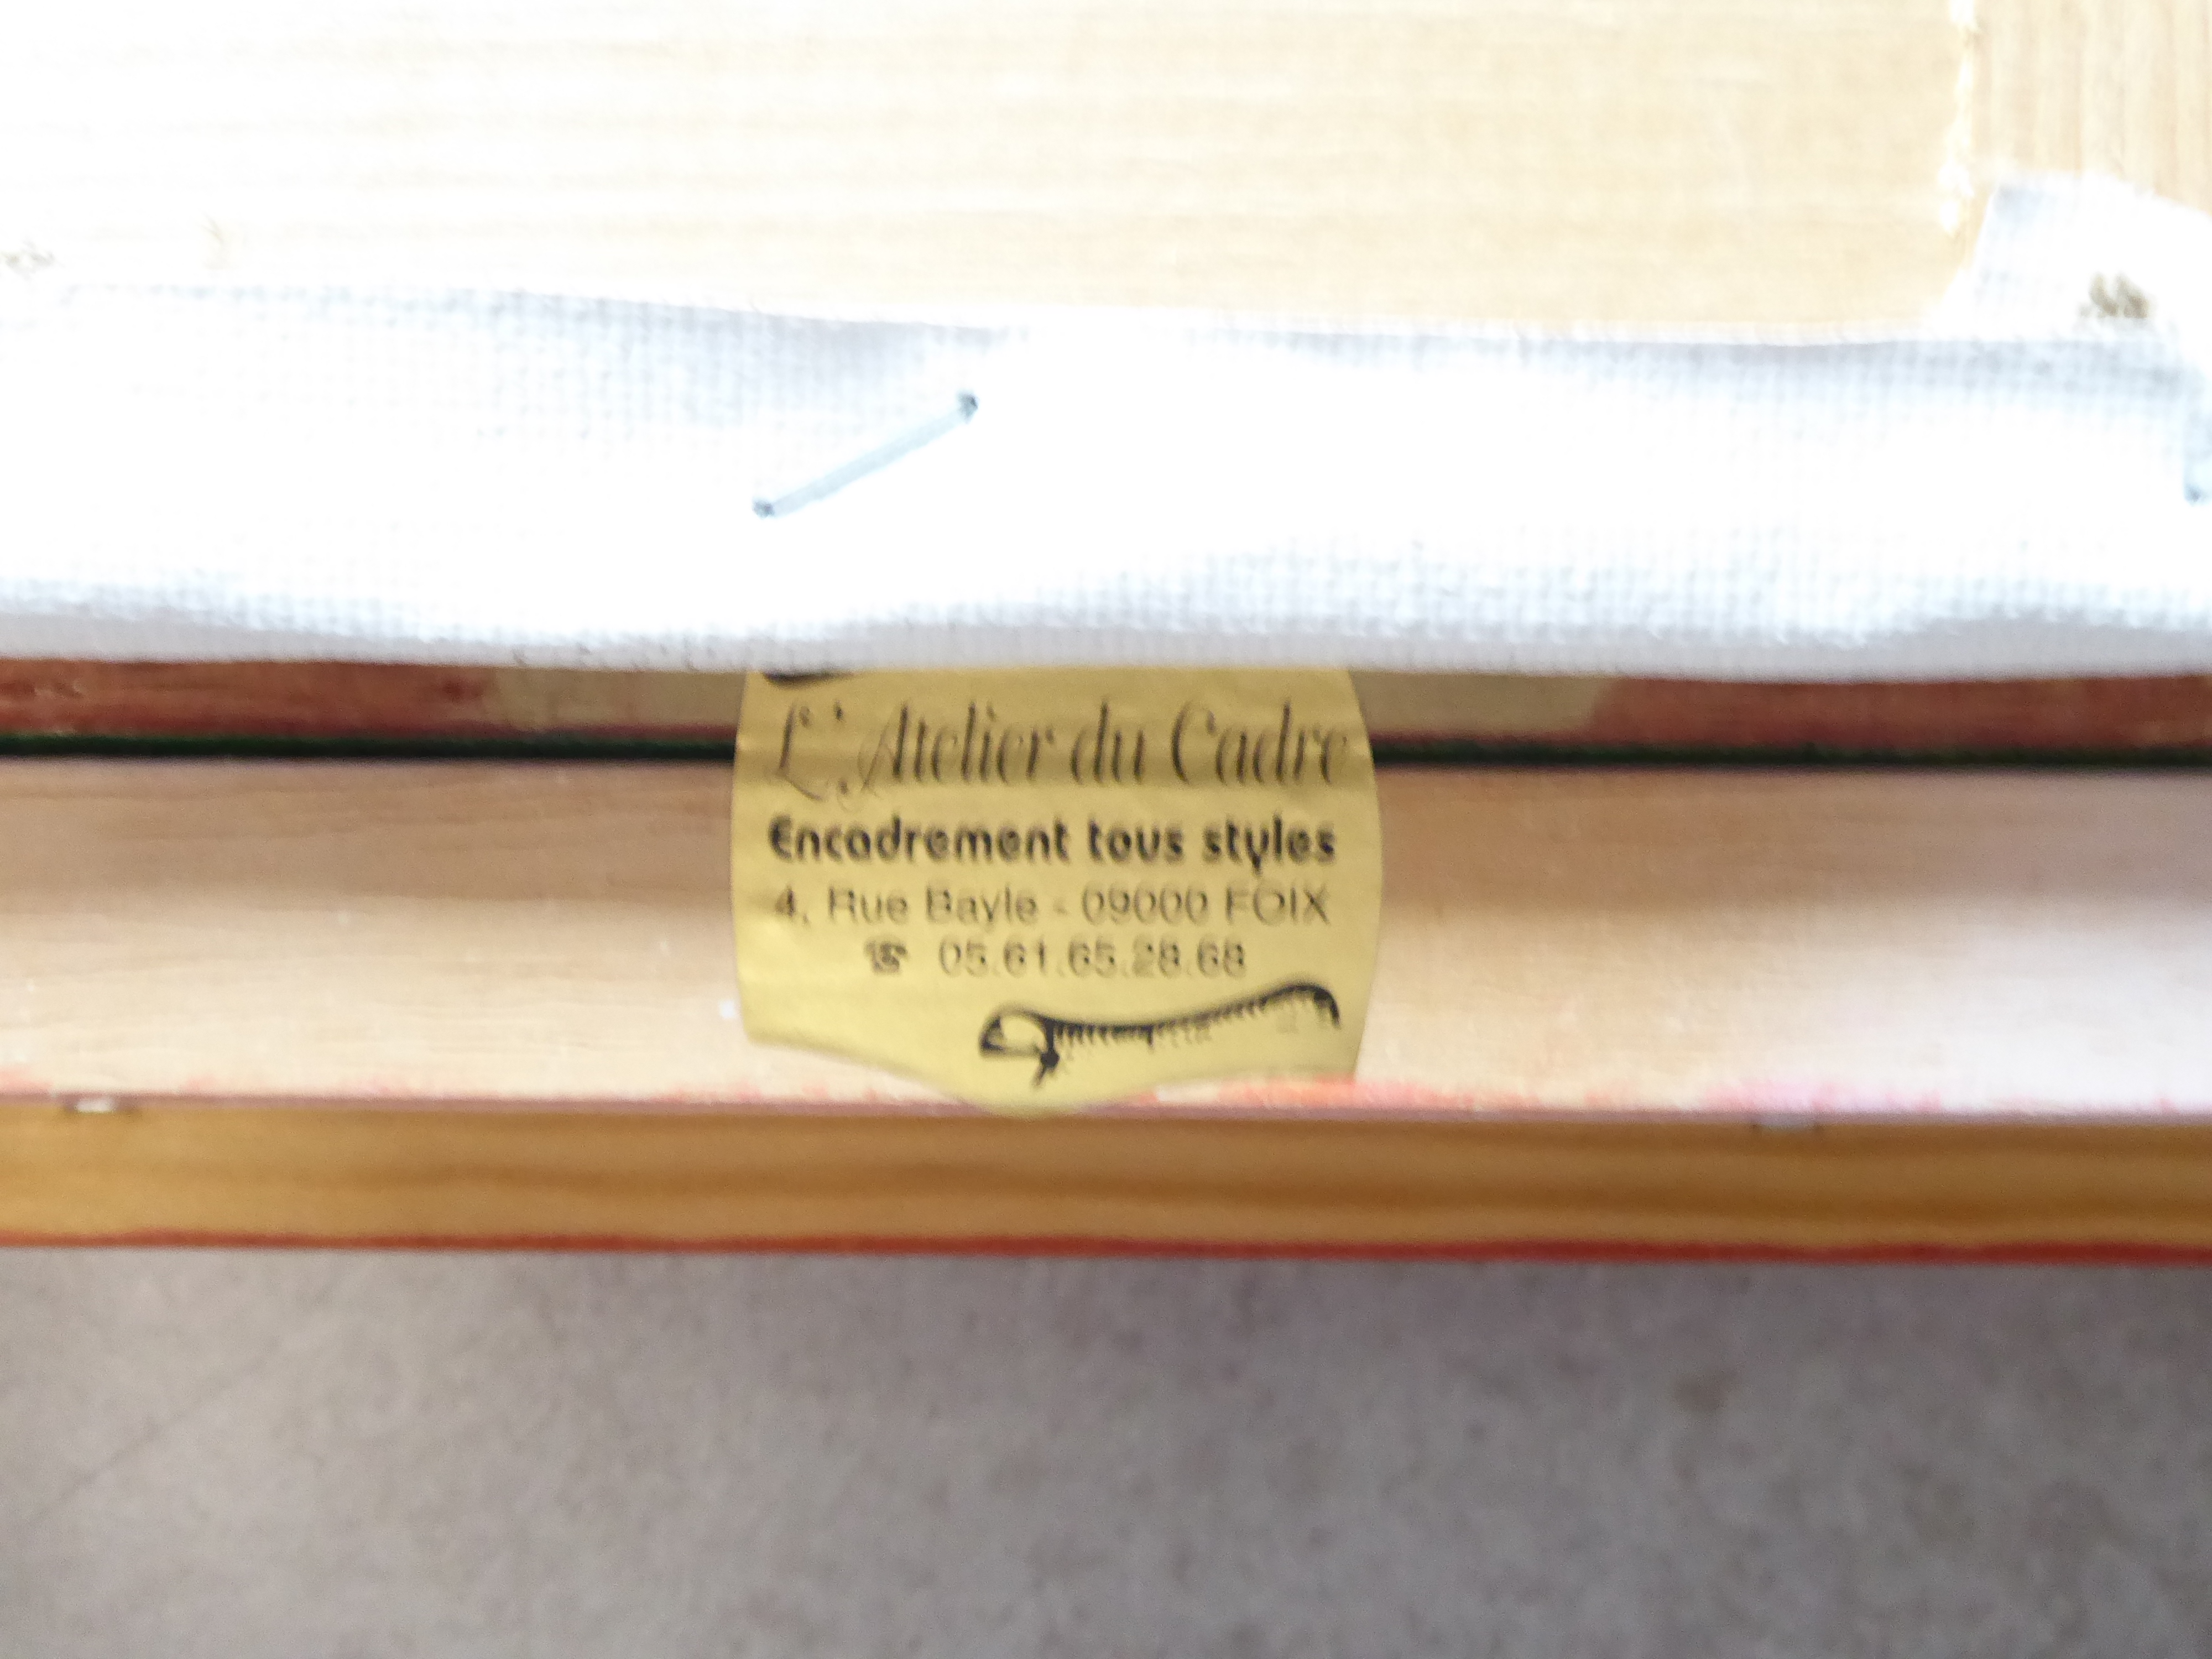 L'Atelier du Cadre
Encadrement tous styles
4, Rue Bayle - 09000 FOIX
☎ 05.61.65.28.68